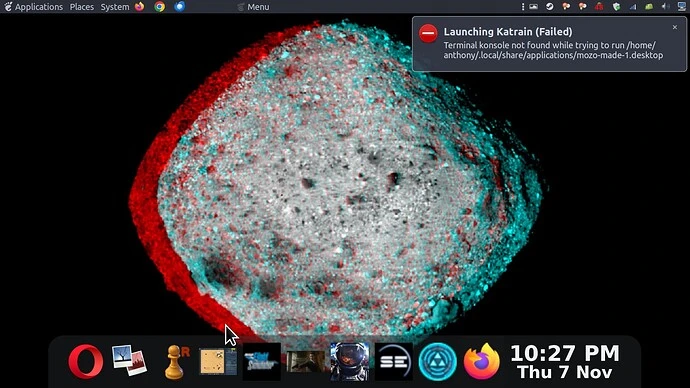 Applications Places System Menu
Launching Katrain (Failed)
Terminal konsole not found while trying to run /home/
anthony/.local/share/applications/mozo-made-1.desktop
R
SE
10:27 PM
Thu 7 Nov